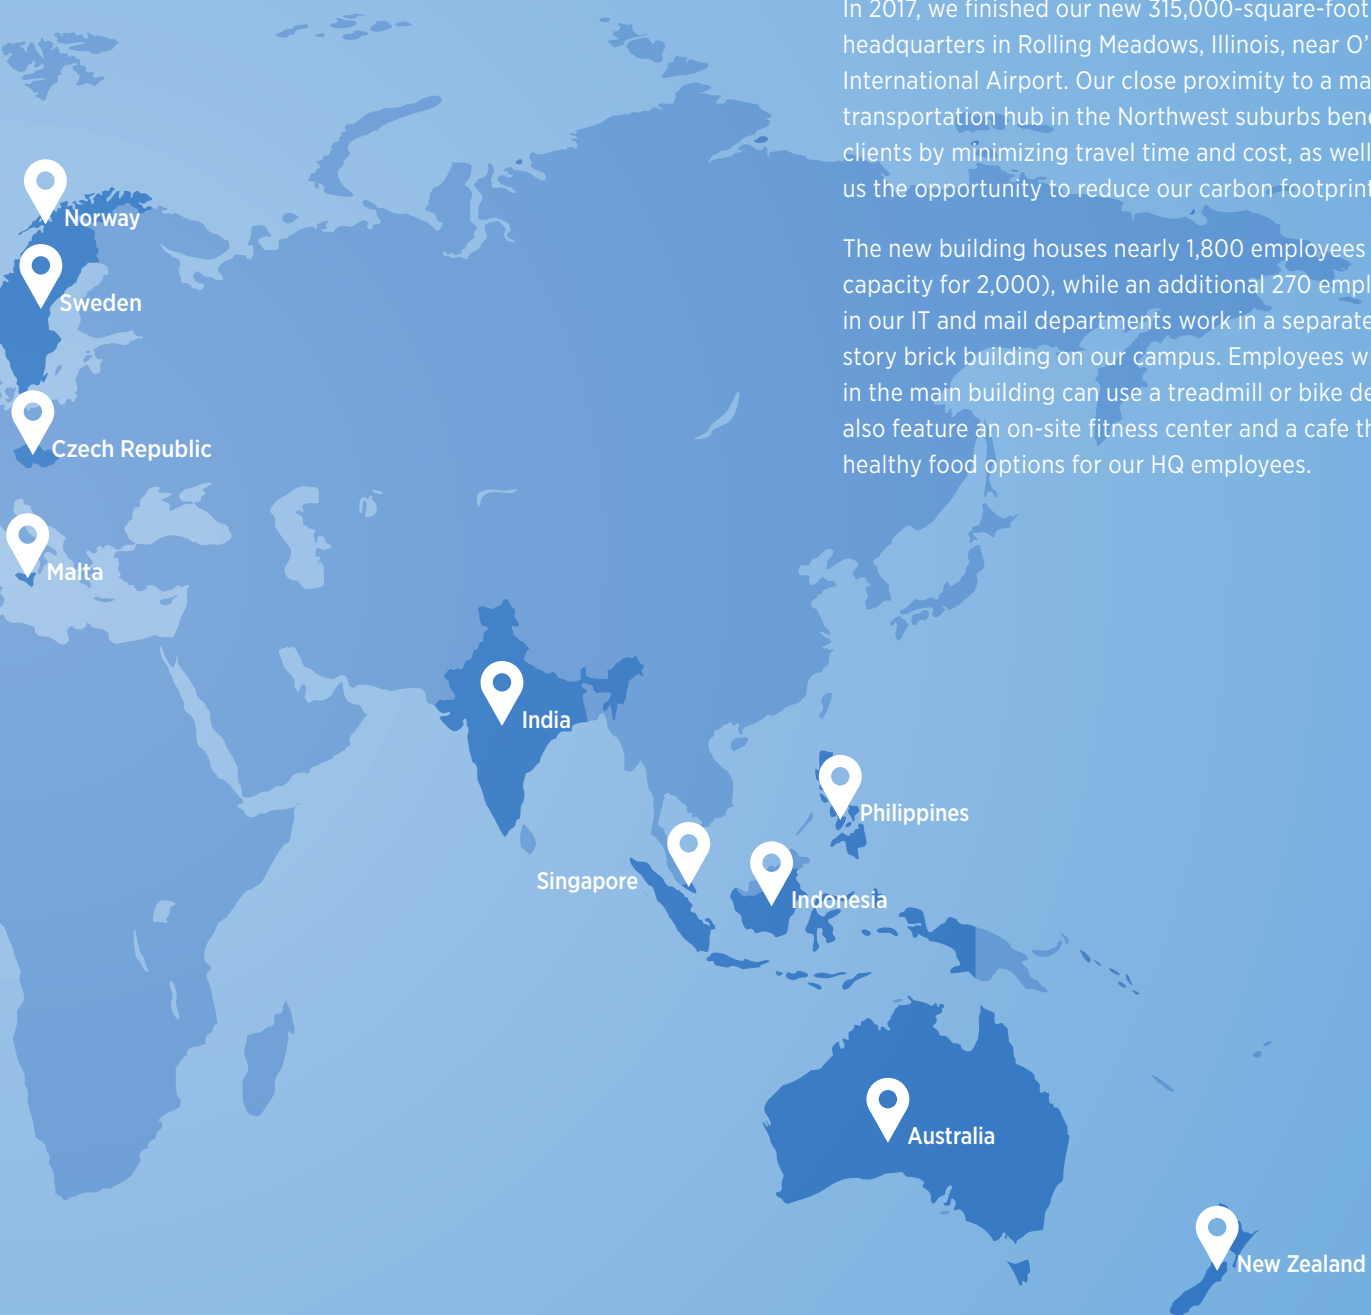 In 2017, we finished our new 315,000-square-foot
headquarters in Rolling Meadows, Illinois, near O’
International Airport. Our close proximity to a ma
transportation hub in the Northwest suburbs bene
clients by minimizing travel time and cost, as well
us the opportunity to reduce our carbon footprint
The new building houses nearly 1,800 employees
capacity for 2,000), while an additional 270 empl
in our IT and mail departments work in a separate
story brick building on our campus. Employees w
in the main building can use a treadmill or bike de
also feature an on-site fitness center and a cafe th
healthy food options for our HQ employees.
Norway
Sweden
Czech Republic
Malta
India
Philippines
Singapore
Indonesia
Australia
New Zealand